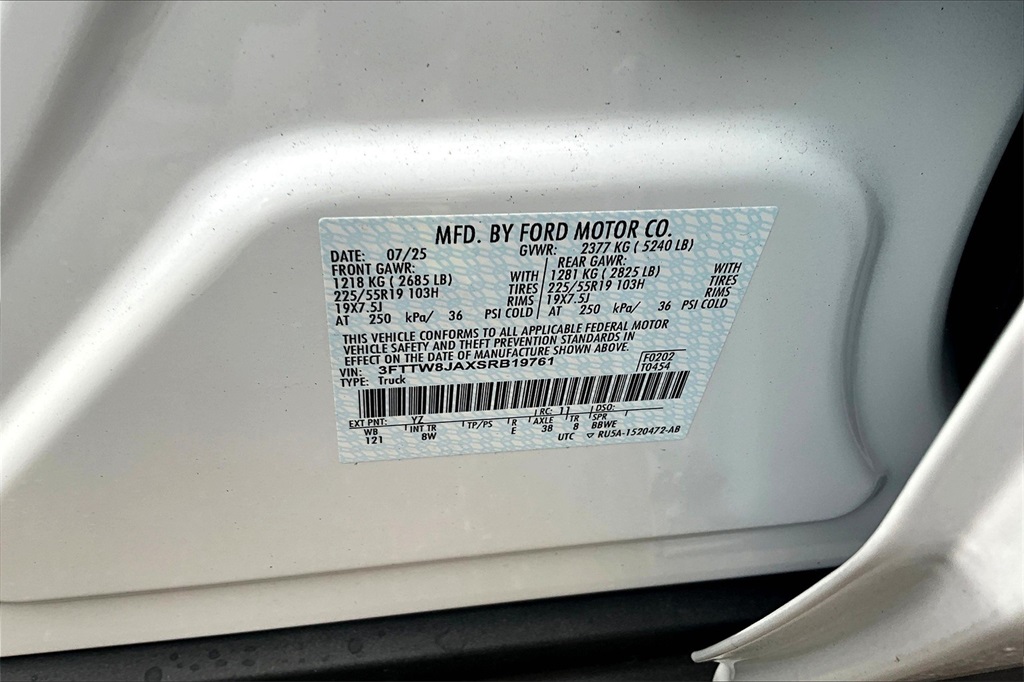 MFD. BY FORD MOTOR CO.
DATE: 07/25 GVWR: 2377 KG ( 5240 LB)
FRONT GAWR: REAR GAWR:
1218 KG ( 2685 LB) WITH 1281 KG ( 2825 LB) WITH
225/55R19 103H TIRES 225/55R19 103H TIRES
19X7.5J RIMS 19X7.5J RIMS
AT 250 kPa/ 36 PSI COLD AT 250 kPa/ 36 PSI COLD
THIS VEHICLE CONFORMS TO ALL APPLICABLE FEDERAL MOTOR
VEHICLE SAFETY AND THEFT PREVENTION STANDARDS IN
EFFECT ON THE DATE OF MANUFACTURE SHOWN ABOVE.
VIN: 3FTTW8JAXSRB19761 F0202
TYPE: Truck T0454
EXT PNT: YZ RC: 11 DSO:
WB INT TR TP/PS R AXLE TR SPR
121 8W E 3B 8 BBWE
UTC ▽ RU5A-1520472-AB